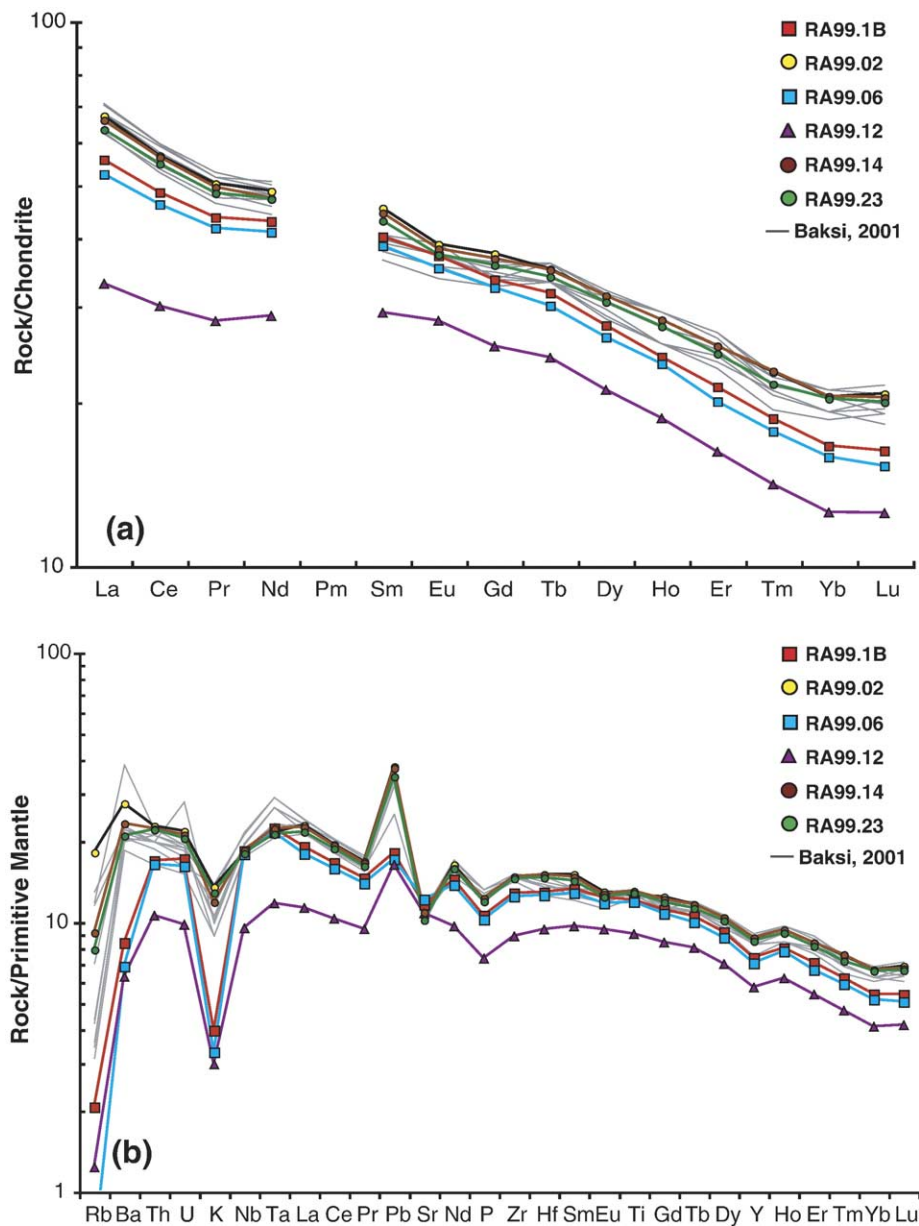 100
RA99.1B
RA99.02
RA99.06
RA99.12
RA99.14
RA99.23
Baksi, 2001
Rock/Chondrite
(a)
10
La Ce Pr Nd Pm Sm Eu Gd Tb Dy Ho Er Tm Yb Lu
100
RA99.1B
RA99.02
RA99.06
RA99.12
RA99.14
RA99.23
Baksi, 2001
Rock/Primitive Mantle
10
(b)
1
Rb Ba Th U K Nb Ta La Ce Pr Pb Sr Nd P Zr Hf Sm Eu Ti Gd Tb Dy Y Ho Er Tm Yb Lu